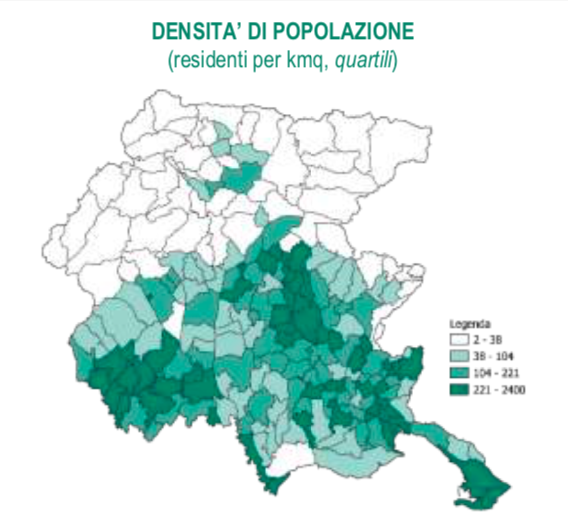 DENSITA’ DI POPOLAZIONE
(residenti per kmq, quartili)
Legenda
2 - 38
38 - 104
104 - 221
221 - 2400